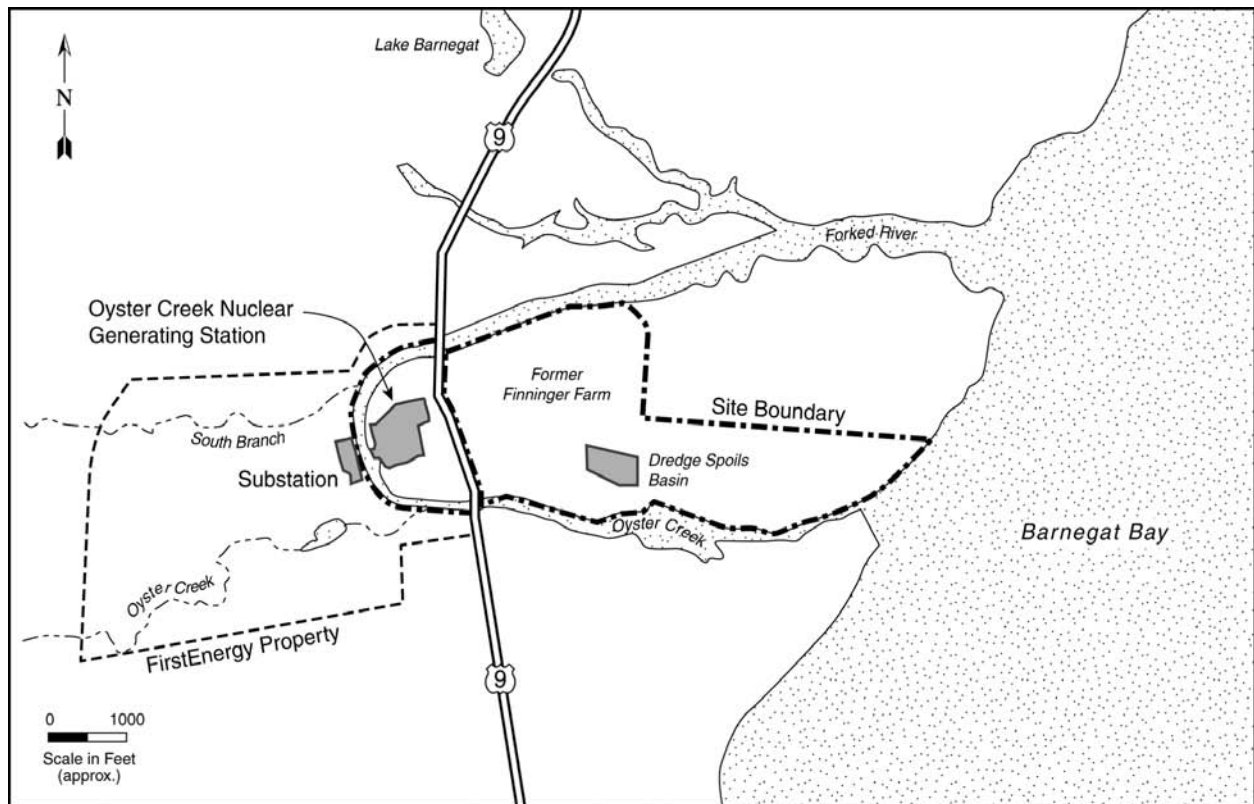 Lake Barnegat
N
9
Forked River
Oyster Creek Nuclear
Generating Station
Former
Finninger Farm
Site Boundary
South Branch
Substation
Dredge Spoils
Basin
Oyster Creek
Barnegat Bay
Oyster Creek
FirstEnergy Property
9
0 1000
Scale in Feet
(approx.)